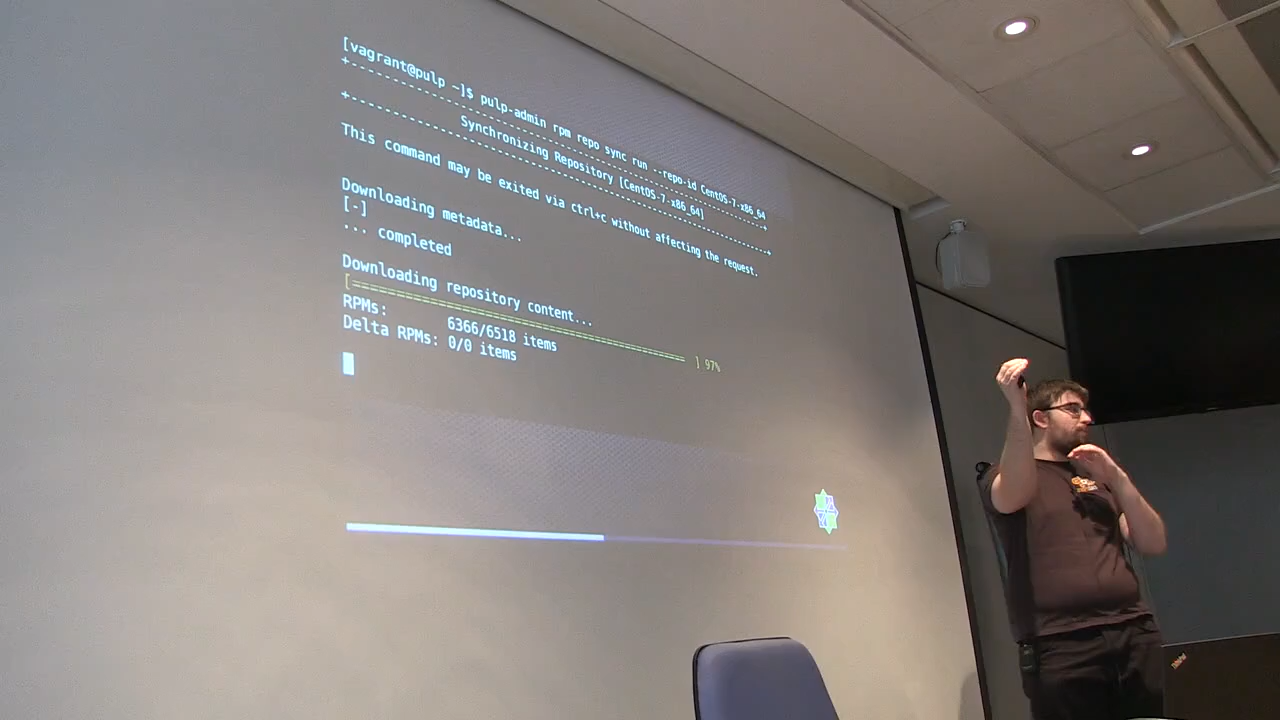 [vagrant@pulp ~]$ pulp-admin rpm repo sync run --repo-id CentOS-7-x86_64
+----------------------------------------------------------------------+
Synchronizing Repository [CentOS-7-x86_64]
+----------------------------------------------------------------------+
This command may be exited via ctrl+c without affecting the request.
Downloading metadata...
[-]
... completed
Downloading repository content...
[================================================ ] 97%
RPMs: 6366/6518 items
Delta RPMs: 0/0 items
ThinkPad